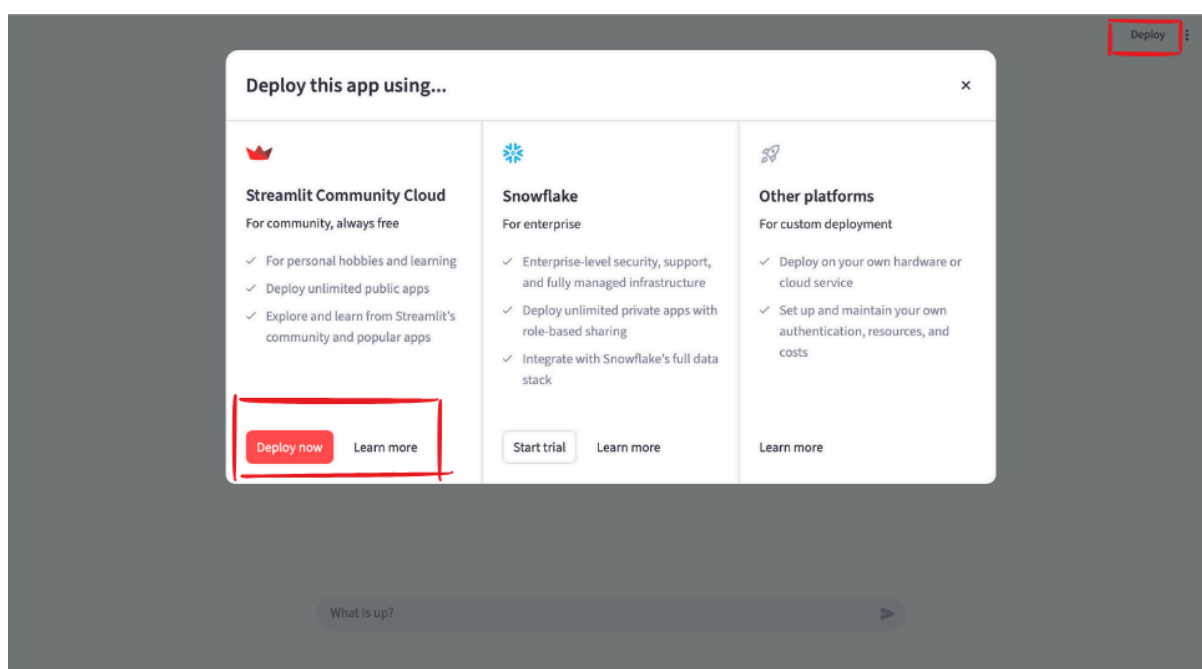 Deploy
Deploy this app using...
×
Streamlit Community Cloud
For community, always free
For personal hobbies and learning
Deploy unlimited public apps
Explore and learn from Streamlit's
community and popular apps
Deploy now
Learn more
Snowflake
For enterprise
Enterprise-level security, support,
and fully managed infrastructure
Deploy unlimited private apps with
role-based sharing
Integrate with Snowflake's full data
stack
Start trial
Learn more
Other platforms
For custom deployment
Deploy on your own hardware or
cloud service
Set up and maintain your own
authentication, resources, and
costs
Learn more
What is up?